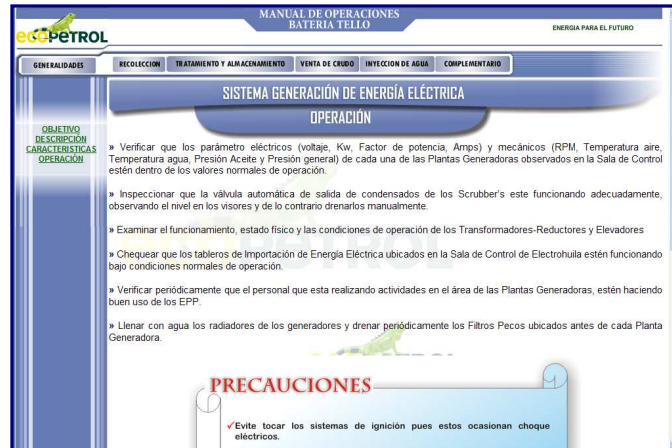 MANUAL DE OPERACIONES
BATERIA TELLO
ecoPETROL
ENERGIA PARA EL FUTURO
GENERALIDADES
RECOLECCION
TRATAMIENTO Y ALMACENAMIENTO
VENTA DE CRUDO
INYECCION DE AGUA
COMPLEMENTARIO
SISTEMA GENERACIÓN DE ENERGÍA ELÉCTRICA
OPERACIÓN
OBJETIVO
DESCRIPCIÓN
CARACTERISTICAS
OPERACIÓN
» Verificar que los parámetro eléctricos (voltaje, Kw, Factor de potencia, Amps) y mecánicos (RPM, Temperatura aire,
Temperatura agua, Presión Aceite y Presión general) de cada una de las Plantas Generadoras observados en la Sala de Control
estén dentro de los valores normales de operación.
» Inspeccionar que la válvula automática de salida de condensados de los Scrubber's este funcionando adecuadamente,
observando el nivel en los visores y de lo contrario drenarlos manualmente.
» Examinar el funcionamiento, estado físico y las condiciones de operación de los Transformadores-Reductores y Elevadores
» Chequear que los tableros de Importación de Energía Eléctrica ubicados en la Sala de Control de Electrohuila estén funcionando
bajo condiciones normales de operación.
» Verificar periódicamente que el personal que esta realizando actividades en el área de las Plantas Generadoras, estén haciendo
buen uso de los EPP.
» Llenar con agua los radiadores de los generadores y drenar periódicamente los Filtros Pecos ubicados antes de cada Planta
Generadora.
ecoPETROL
PRECAUCIONES
✓Evite tocar los sistemas de ignición pues estos ocasionan choque
eléctricos.